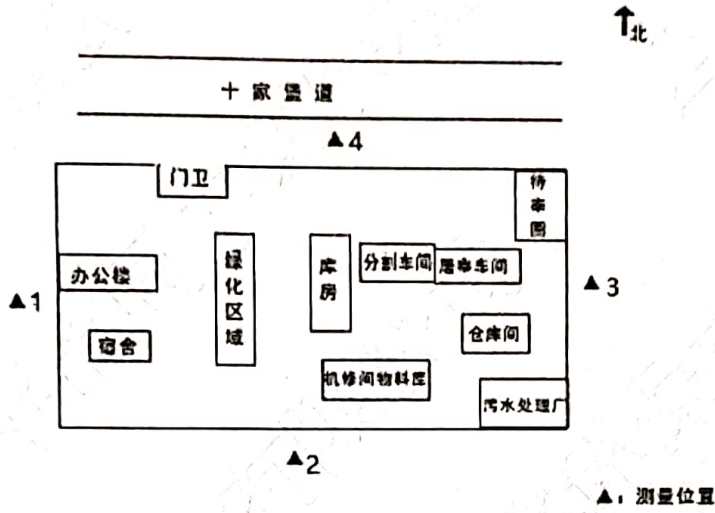 北
十家堡道
▲4
门卫
待宰圈
办公楼
绿化区域
库房
分割车间
屠宰车间
▲1
▲3
宿舍
仓库间
机修间物料库
污水处理厂
▲2
▲：测量位置